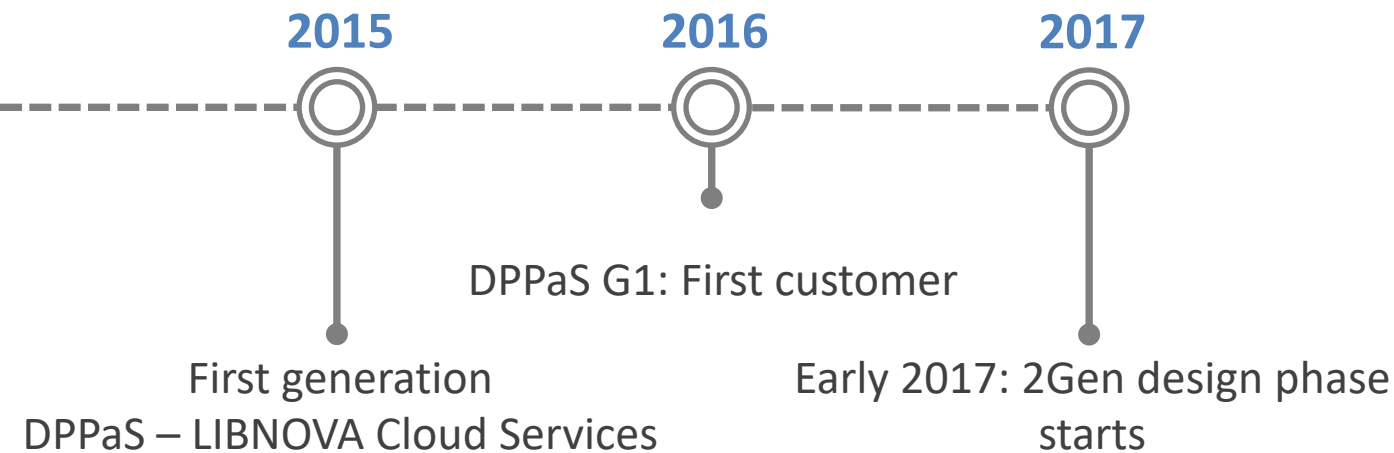 2015
2016
2017
DPPaS G1: First customer
First generation
DPPaS – LIBNOVA Cloud Services
Early 2017: 2Gen design phase
starts